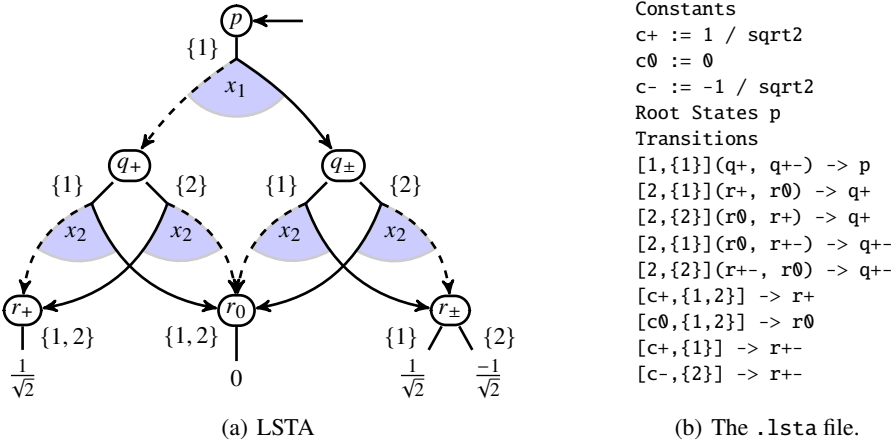 p
{1}
x₁
q₊ q±
{1} {2} {1} {2}
x₂ x₂ x₂ x₂
r₊ r₀ r±
{1, 2} {1, 2} {1} {2}
1/√2 0 1/√2 -1/√2
(a) LSTA
Constants
c+ := 1 / sqrt2
c0 := 0
c- := -1 / sqrt2
Root States p
Transitions
[1,{1}](q+, q+-) -> p
[2,{1}](r+, r0) -> q+
[2,{2}](r0, r+) -> q+
[2,{1}](r0, r+-) -> q+-
[2,{2}](r+-, r0) -> q+-
[c+,{1,2}] -> r+
[c0,{1,2}] -> r0
[c+,{1}] -> r+-
[c-,{2}] -> r+-
(b) The .lsta file.